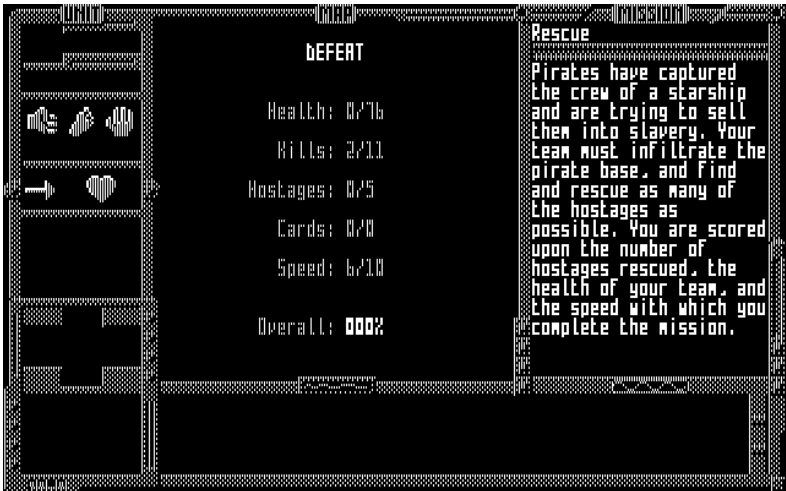 UNIT
MAP
MISSION
DEFEAT
Health: 0/76
Kills: 2/11
Hostages: 0/5
Cards: 0/0
Speed: 6/10
Overall: 000%
Rescue
Pirates have captured
the crew of a starship
and are trying to sell
them into slavery. Your
team must infiltrate the
pirate base, and find
and rescue as many of
the hostages as
possible. You are scored
upon the number of
hostages rescued, the
health of your team, and
the speed with which you
complete the mission.